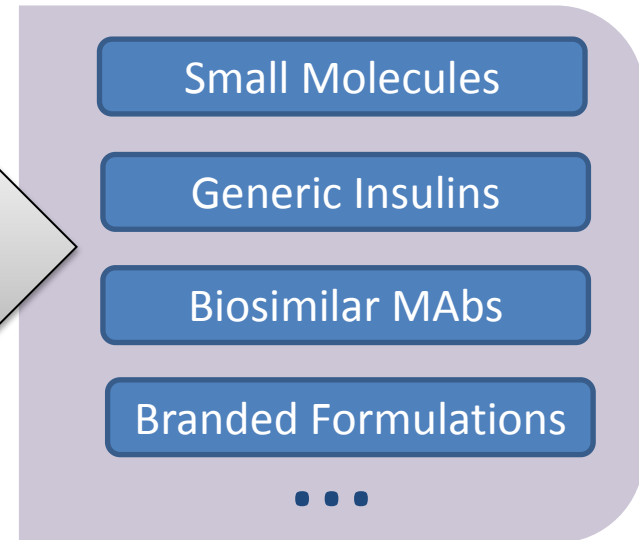 Small Molecules
Generic Insulins
Biosimilar MAbs
Branded Formulations
...